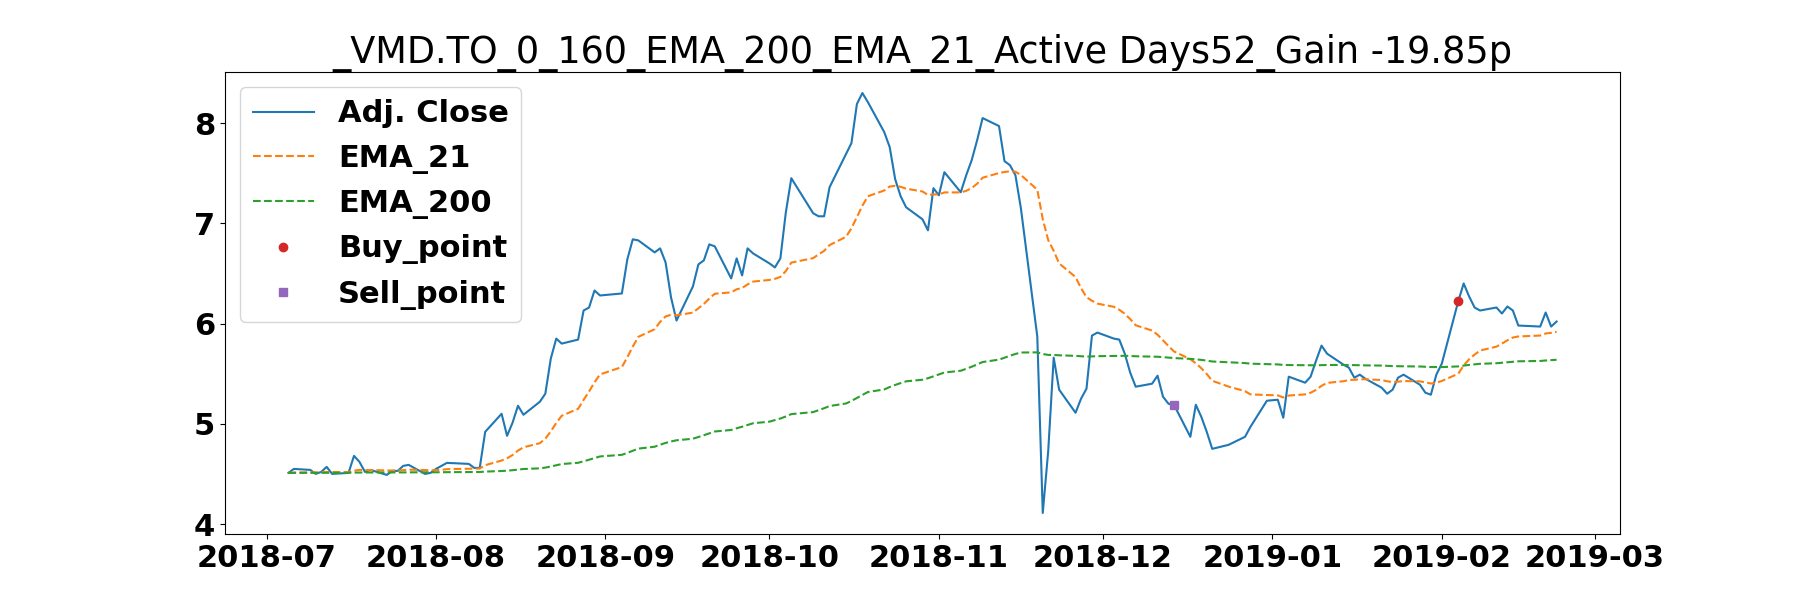 _VMD.TO_0_160_EMA_200_EMA_21_Active Days52_Gain -19.85p
Adj. Close
EMA_21
EMA_200
Buy_point
Sell_point
8
7
6
5
4
2018-07 2018-08 2018-09 2018-10 2018-11 2018-12 2019-01 2019-02 2019-03